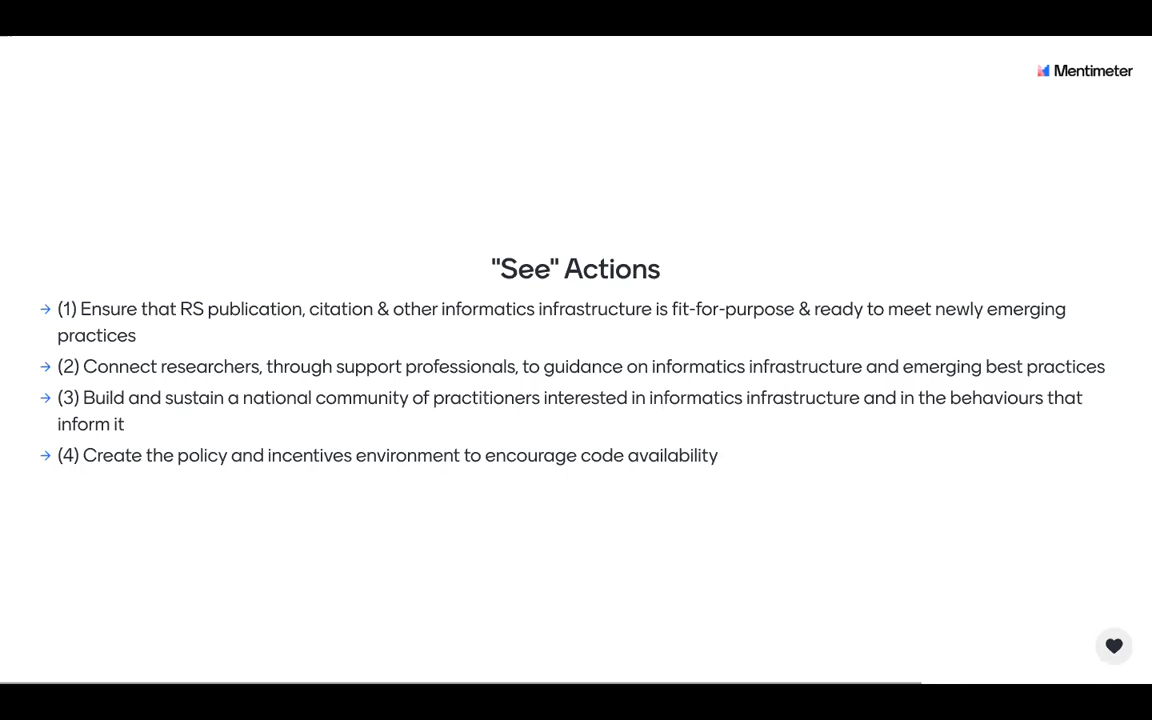 Mentimeter
"See" Actions
→ (1) Ensure that RS publication, citation & other informatics infrastructure is fit-for-purpose & ready to meet newly emerging
practices
→ (2) Connect researchers, through support professionals, to guidance on informatics infrastructure and emerging best practices
→ (3) Build and sustain a national community of practitioners interested in informatics infrastructure and in the behaviours that
inform it
→ (4) Create the policy and incentives environment to encourage code availability